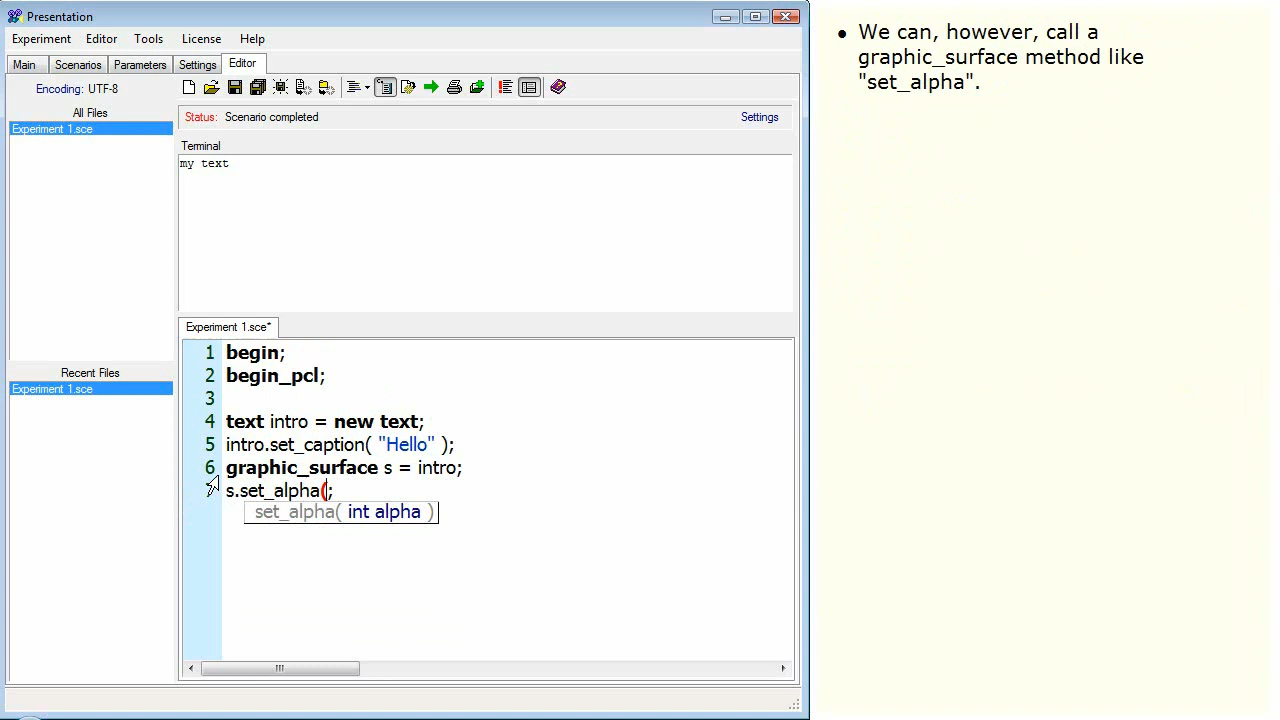 Presentation
Experiment Editor Tools License Help
Main Scenarios Parameters Settings Editor
Encoding: UTF-8
All Files
Experiment 1.sce
Status: Scenario completed Settings
Terminal
my text
Experiment 1.sce*
Recent Files
Experiment 1.sce
1 begin;
2 begin_pcl;
3
4 text intro = new text;
5 intro.set_caption( "Hello" );
6 graphic_surface s = intro;
7 s.set_alpha(;
set_alpha( int alpha )
• We can, however, call a
graphic_surface method like
"set_alpha".